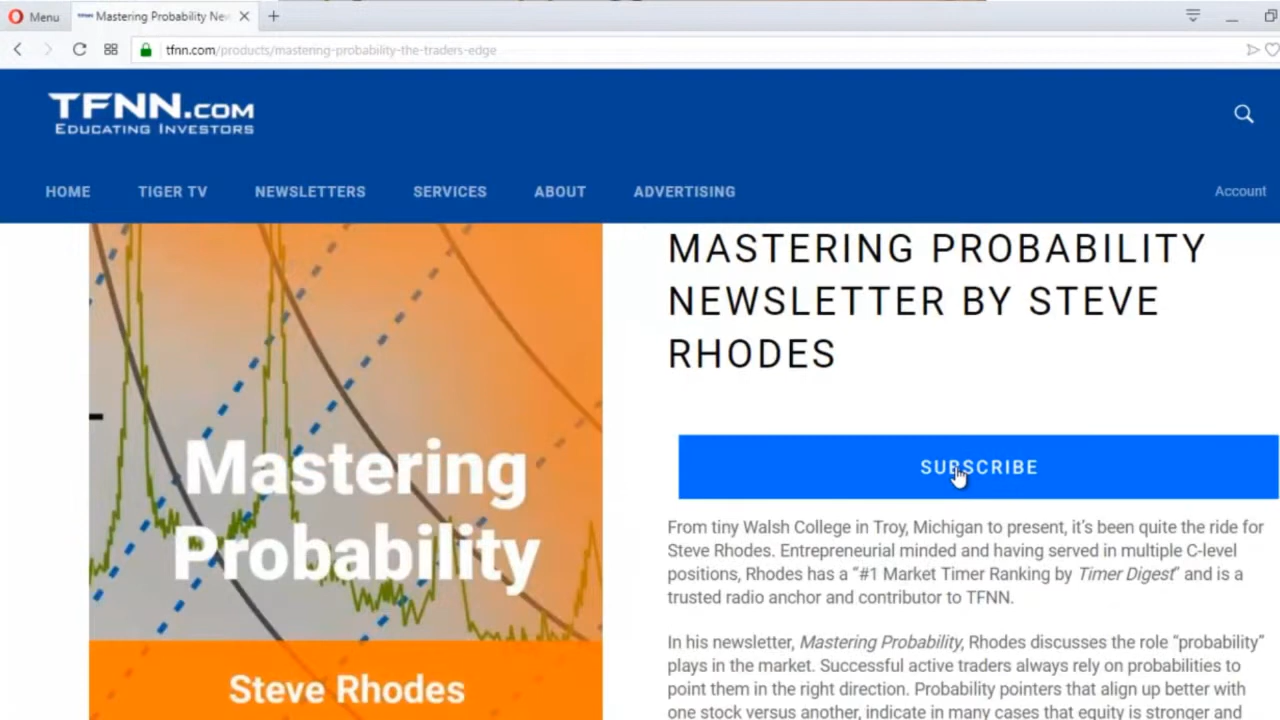 Menu
Mastering Probability Ne
tfnn.com/products/mastering-probability-the-traders-edge
TFNN.COM
EDUCATING INVESTORS
HOME TIGER TV NEWSLETTERS SERVICES ABOUT ADVERTISING
Account
MASTERING PROBABILITY
NEWSLETTER BY STEVE
RHODES
Mastering
Probability
Steve Rhodes
SUBSCRIBE
From tiny Walsh College in Troy, Michigan to present, it's been quite the ride for
Steve Rhodes. Entrepreneurial minded and having served in multiple C-level
positions, Rhodes has a “#1 Market Timer Ranking by Timer Digest” and is a
trusted radio anchor and contributor to TFNN.
In his newsletter, Mastering Probability, Rhodes discusses the role “probability”
plays in the market. Successful active traders always rely on probabilities to
point them in the right direction. Probability pointers that align up better with
one stock versus another, indicate in many cases that equity is stronger and